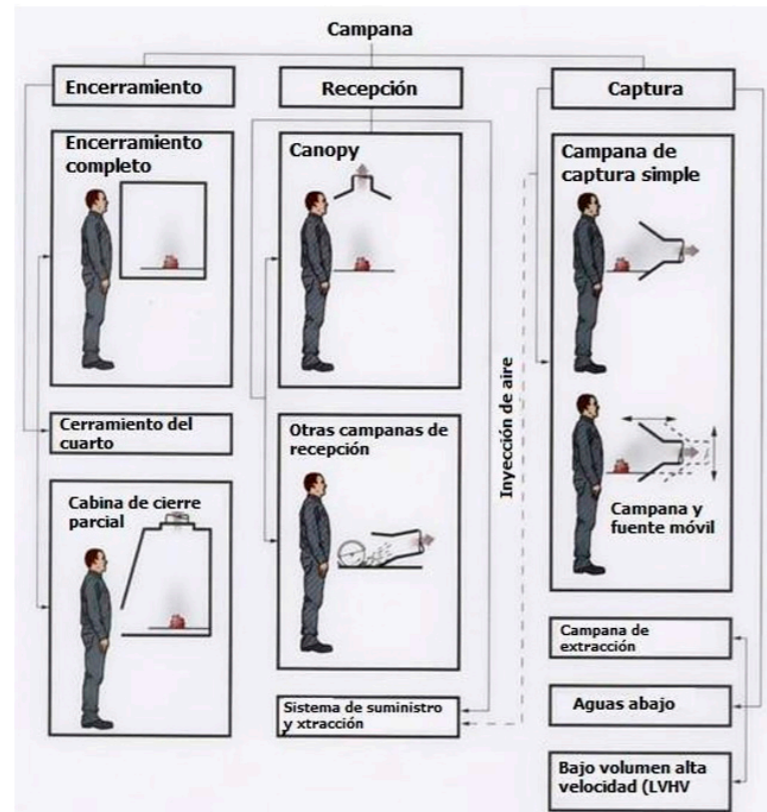 Campana
Encerramiento
Recepción
Captura
Encerramiento
completo
Canopy
Campana de
captura simple
Cerramiento del
cuarto
Otras campanas de
recepción
Inyección de aire
Cabina de cierre
parcial
Campana y
fuente móvil
Campana de
extracción
Sistema de suministro
y xtracción
Aguas abajo
Bajo volumen alta
velocidad (LVHV